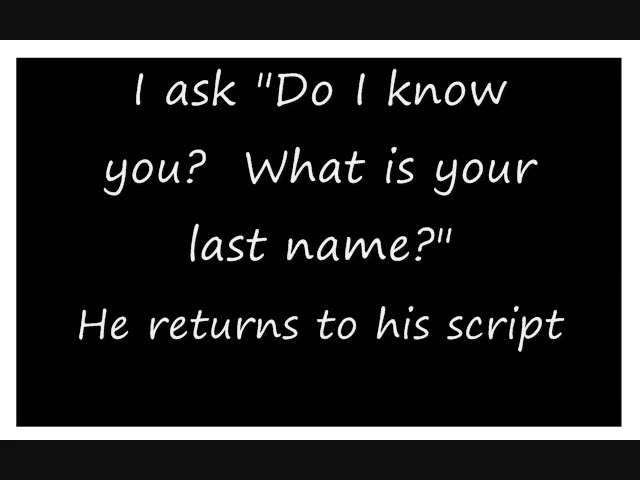 I ask "Do I know
you?  What is your
last name?"
He returns to his script